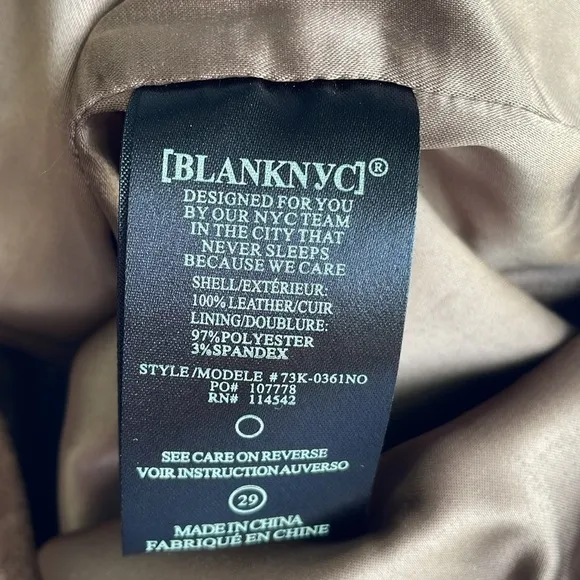 [BLANKNYC]®
DESIGNED FOR YOU
BY OUR NYC TEAM
IN THE CITY THAT
NEVER SLEEPS
BECAUSE WE CARE
SHELL/EXTÉRIEUR:
100% LEATHER/CUIR
LINING/DOUBLURE:
97%POLYESTER
3%SPANDEX
STYLE/MODELE #73K-0361NO
PO# 107778
RN# 114542
SEE CARE ON REVERSE
VOIR INSTRUCTION AUVERSO
29
MADE IN CHINA
FABRIQUÉ EN CHINE